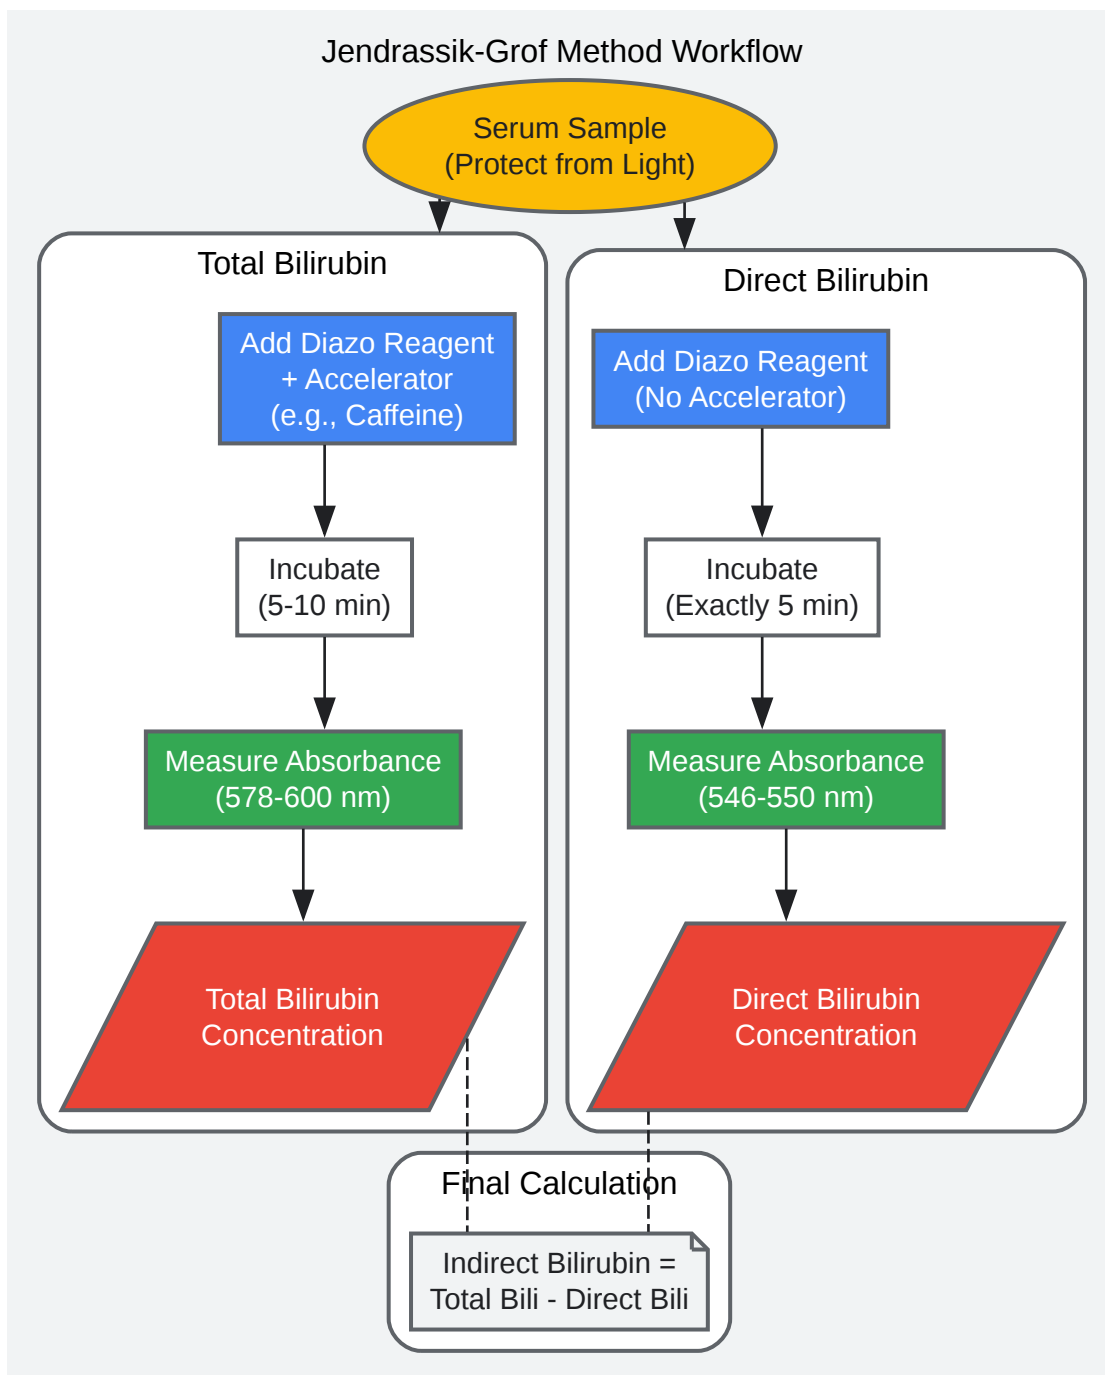 Jendrassik-Grof Method Workflow
Serum Sample
(Protect from Light)
Total Bilirubin
Add Diazo Reagent
+ Accelerator
(e.g., Caffeine)
Incubate
(5-10 min)
Measure Absorbance
(578-600 nm)
Total Bilirubin
Concentration
Direct Bilirubin
Add Diazo Reagent
(No Accelerator)
Incubate
(Exactly 5 min)
Measure Absorbance
(546-550 nm)
Direct Bilirubin
Concentration
Final Calculation
Indirect Bilirubin =
Total Bili - Direct Bili